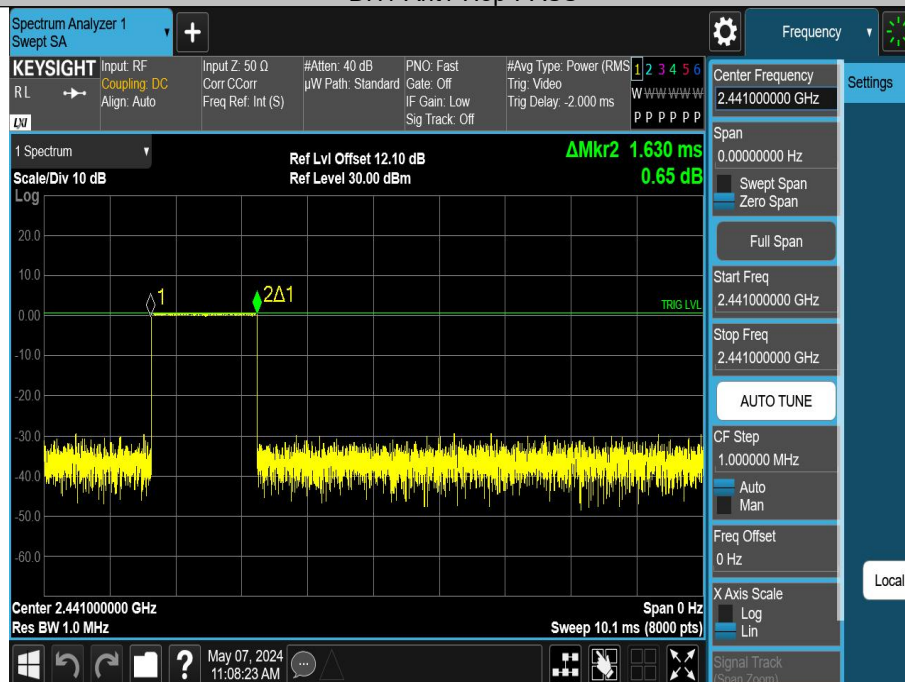 Spectrum Analyzer 1
Swept SA
Frequency
KEYSIGHT
RL
LXI
Input: RF
Coupling: DC
Align: Auto
Input Z: 50 Ω
Corr CCorr
Freq Ref: Int (S)
#Atten: 40 dB
µW Path: Standard
PNO: Fast
Gate: Off
IF Gain: Low
Sig Track: Off
#Avg Type: Power (RMS
Trig: Video
Trig Delay: -2.000 ms
1 2 3 4 5 6
W W W W W W
P P P P P P
1 Spectrum
Scale/Div 10 dB
Log
Ref Lvl Offset 12.10 dB
Ref Level 30.00 dBm
ΔMkr2 1.630 ms
0.65 dB
20.0
10.0
0.00
-10.0
-20.0
-30.0
-40.0
-50.0
-60.0
1
2Δ1
TRIG LVL
Center 2.441000000 GHz
Res BW 1.0 MHz
Span 0 Hz
Sweep 10.1 ms (8000 pts)
May 07, 2024
11:08:23 AM
Center Frequency
2.441000000 GHz
Span
0.00000000 Hz
Swept Span
Zero Span
Full Span
Start Freq
2.441000000 GHz
Stop Freq
2.441000000 GHz
AUTO TUNE
CF Step
1.000000 MHz
Auto
Man
Freq Offset
0 Hz
X Axis Scale
Log
Lin
Signal Track
(Span Zoom)
Settings
Local